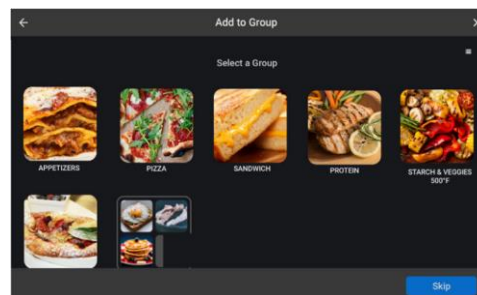 Add to Group
Select a Group
APPETIZERS
PIZZA
SANDWICH
PROTEIN
STARCH & VEGGIES
500°F
Skip